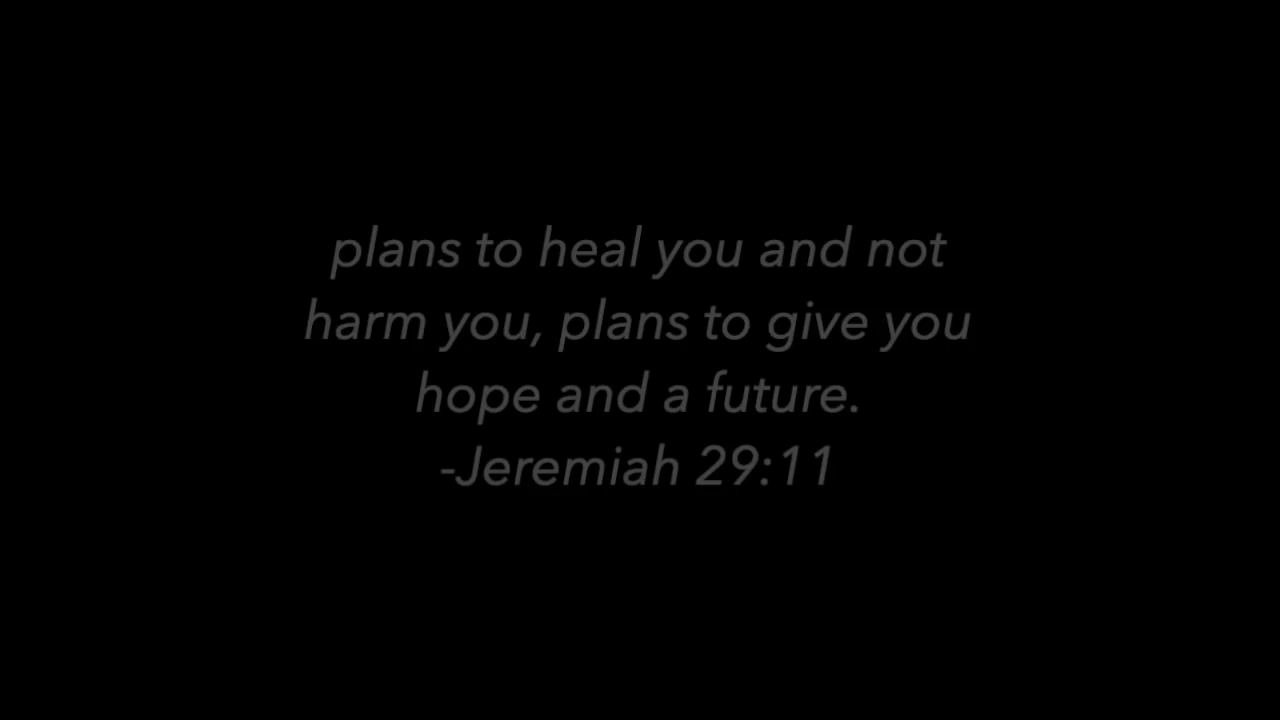 plans to heal you and not
harm you, plans to give you
hope and a future.
-Jeremiah 29:11